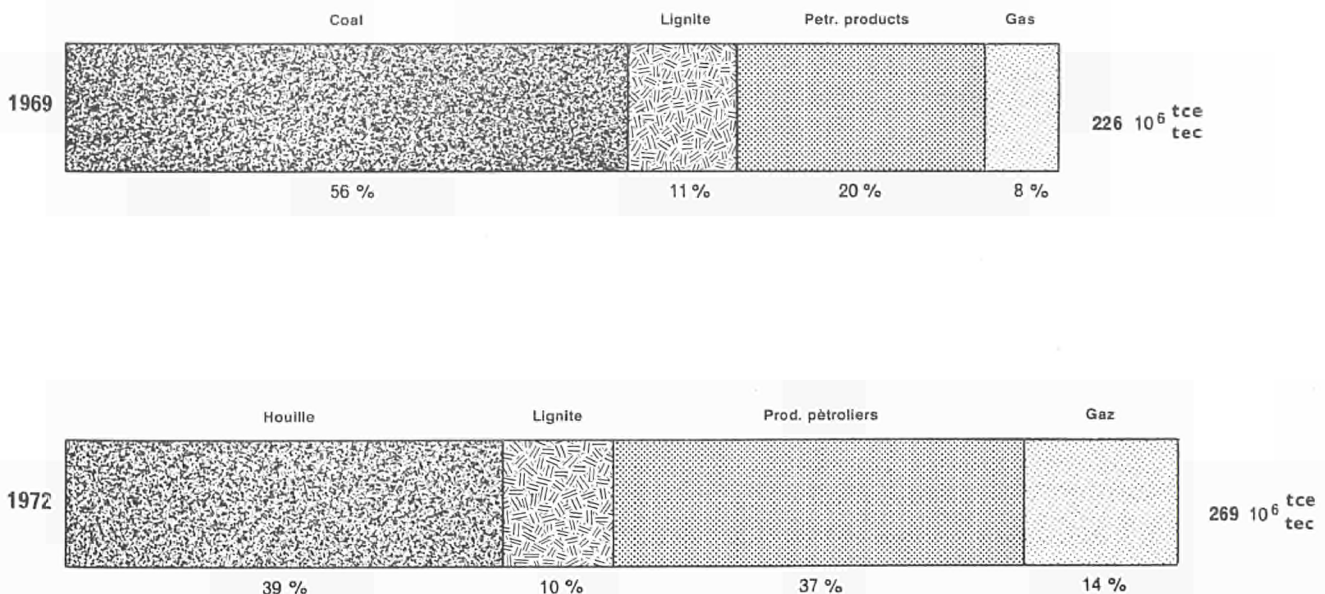 Coal Lignite Petr. products Gas
1969
226 10⁶ tce
tec
56 % 11 % 20 % 8 %
Houille Lignite Prod. pètroliers Gaz
1972
269 10⁶ tce
tec
39 % 10 % 37 % 14 %